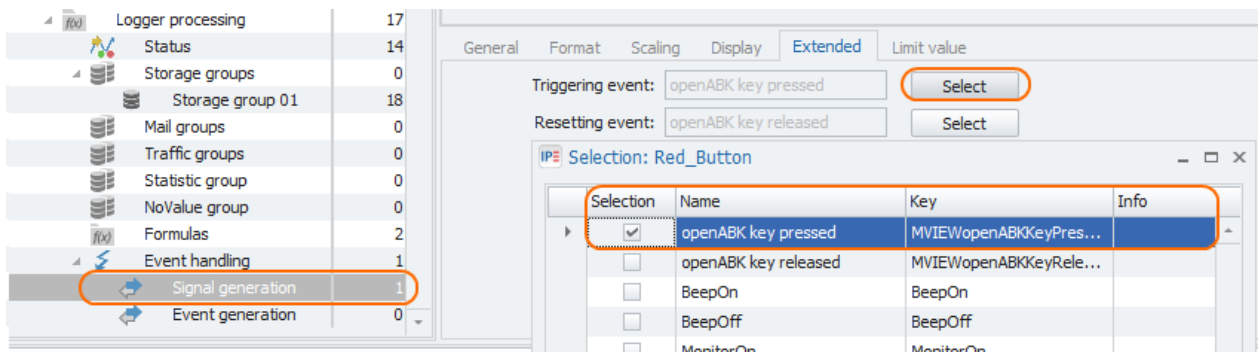 Logger processing 17
Status 14
Storage groups 0
Storage group 01 18
Mail groups 0
Traffic groups 0
Statistic group 0
NoValue group 0
Formulas 2
Event handling 1
Signal generation 1
Event generation 0
General Format Scaling Display Extended Limit value
Triggering event: openABK key pressed Select
Resetting event: openABK key released Select
IPE Selection: Red_Button
Selection Name Key Info
openABK key pressed MVIEWopenABKKeyPres...
openABK key released MVIEWopenABKKeyRele...
BeepOn BeepOn
BeepOff BeepOff
MonitorOn MonitorOn